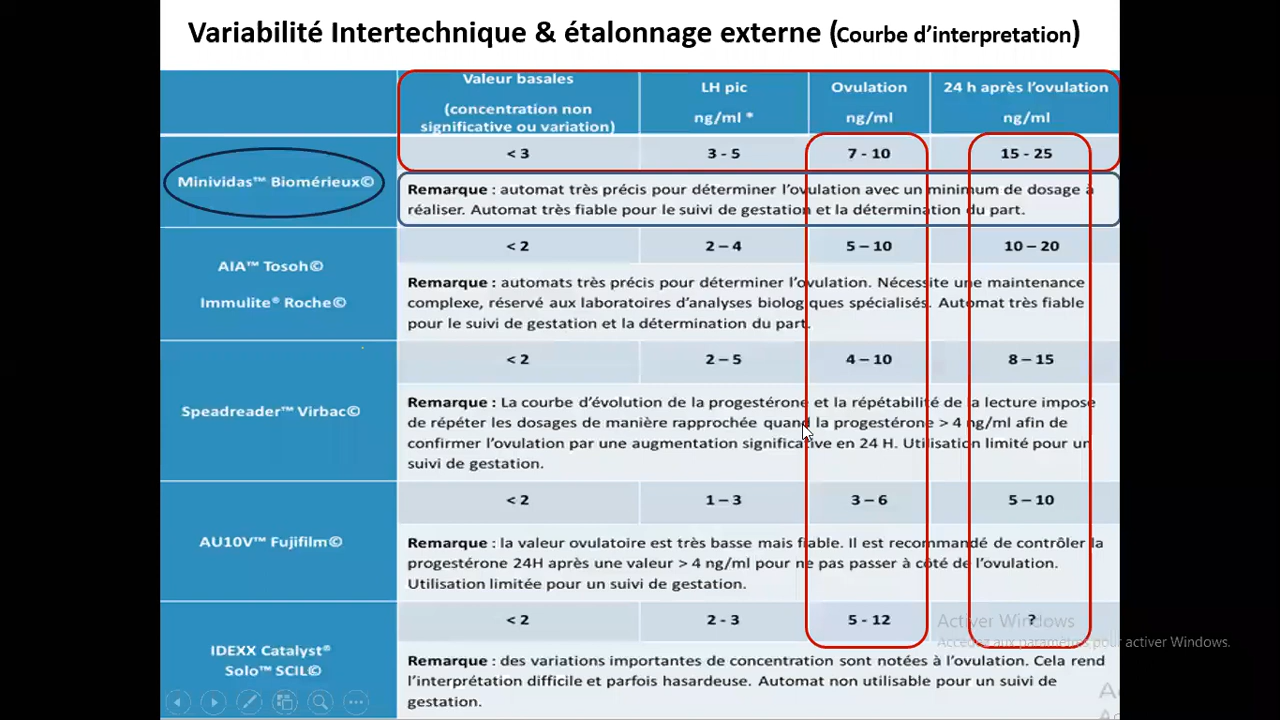 Variabilité Intertechnique & étalonnage externe (Courbe d’interpretation)
Valeur basales
(concentration non
significative ou variation)
LH pic
ng/ml *
Ovulation
ng/ml
24 h après l’ovulation
ng/ml
Minividas™ Biomérieux©
< 3
3 - 5
7 - 10
15 - 25
Remarque : automat très précis pour déterminer l’ovulation avec un minimum de dosage à
réaliser. Automat très fiable pour le suivi de gestation et la détermination du part.
AIA™ Tosoh©
Immulite® Roche©
< 2
2 – 4
5 – 10
10 – 20
Remarque : automats très précis pour déterminer l’ovulation. Nécessite une maintenance
complexe, réservé aux laboratoires d’analyses biologiques spécialisés. Automat très fiable
pour le suivi de gestation et la détermination du part.
Speadreader™ Virbac©
< 2
2 – 5
4 – 10
8 – 15
Remarque : La courbe d’évolution de la progestérone et la répétabilité de la lecture impose
de répéter les dosages de manière rapprochée quand la progestérone > 4 ng/ml afin de
confirmer l’ovulation par une augmentation significative en 24 H. Utilisation limité pour un
suivi de gestation.
AU10V™ Fujifilm©
< 2
1 – 3
3 – 6
5 – 10
Remarque : la valeur ovulatoire est très basse mais fiable. Il est recommandé de contrôler la
progestérone 24H après une valeur > 4 ng/ml pour ne pas passer à côté de l’ovulation.
Utilisation limitée pour un suivi de gestation.
IDEXX Catalyst®
Solo™ SCIL©
< 2
2 - 3
5 - 12
?
Remarque : des variations importantes de concentration sont notées à l’ovulation. Cela rend
l’interprétation difficile et parfois hasardeuse. Automat non utilisable pour un suivi de
gestation.
Activer Windows
Accédez aux paramètres pour activer Windows.